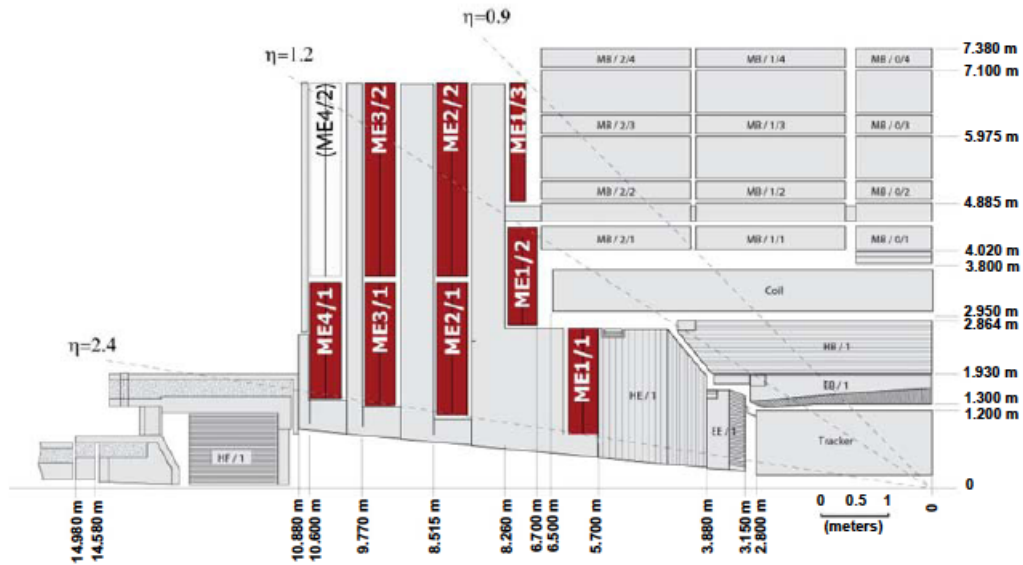 η=0.9
η=1.2
η=2.4
MB / 2/4
MB / 1/4
MB / 0/4
MB / 2/3
MB / 1/3
MB / 0/3
MB / 2/2
MB / 1/2
MB / 0/2
MB / 2/1
MB / 1/1
MB / 0/1
(ME4/2)
ME3/2
ME2/2
ME1/3
ME4/1
ME3/1
ME2/1
ME1/2
ME1/1
Coil
HB / 1
EB / 1
HE / 1
EE / 1
Tracker
HF / 1
7.380 m
7.100 m
5.975 m
4.885 m
4.020 m
3.800 m
2.950 m
2.864 m
1.930 m
1.300 m
1.200 m
0
0 0.5 1
(meters)
14.980 m
14.580 m
10.880 m
10.600 m
9.770 m
8.515 m
8.260 m
6.700 m
6.500 m
5.700 m
3.880 m
3.150 m
2.800 m
0